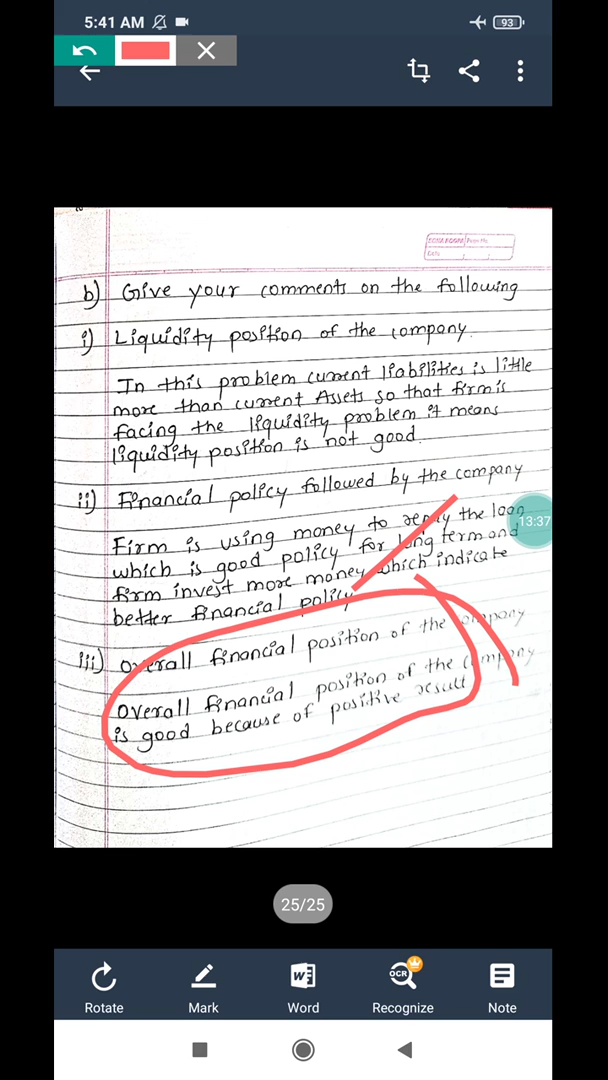 5:41 AM
93
b) Give your comments on the following
i) Liquidity position of the company.
In this problem current liabilities is little
more than current Assets so that firm is
facing the liquidity problem it means
liquidity position is not good.
ii) Financial policy followed by the company
Firm is using money to repay the loan
13:37
which is good policy for long term and
firm invest more money which indicate
better financial policy
iii) overall financial position of the company
overall financial position of the company
is good because of positive result
25/25
W
OCR
Rotate
Mark
Word
Recognize
Note